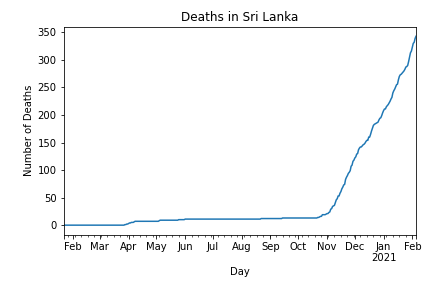 Deaths in Sri Lanka
350
300
250
200
150
100
50
0
Number of Deaths
Feb Mar Apr May Jun Jul Aug Sep Oct Nov Dec Jan Feb
2021
Day